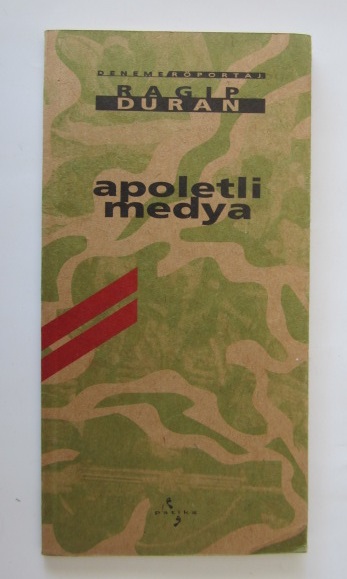 DENEME/RÖPORTAJ
RAGIP
DURAN
apoletli
medya